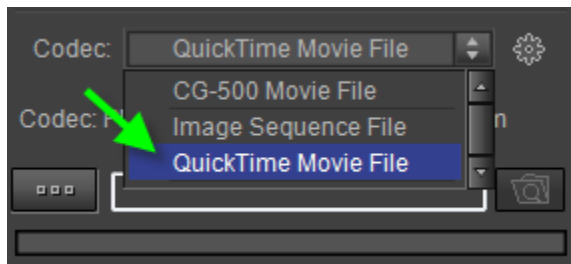 Codec: QuickTime Movie File
CG-500 Movie File
Codec: Image Sequence File
QuickTime Movie File